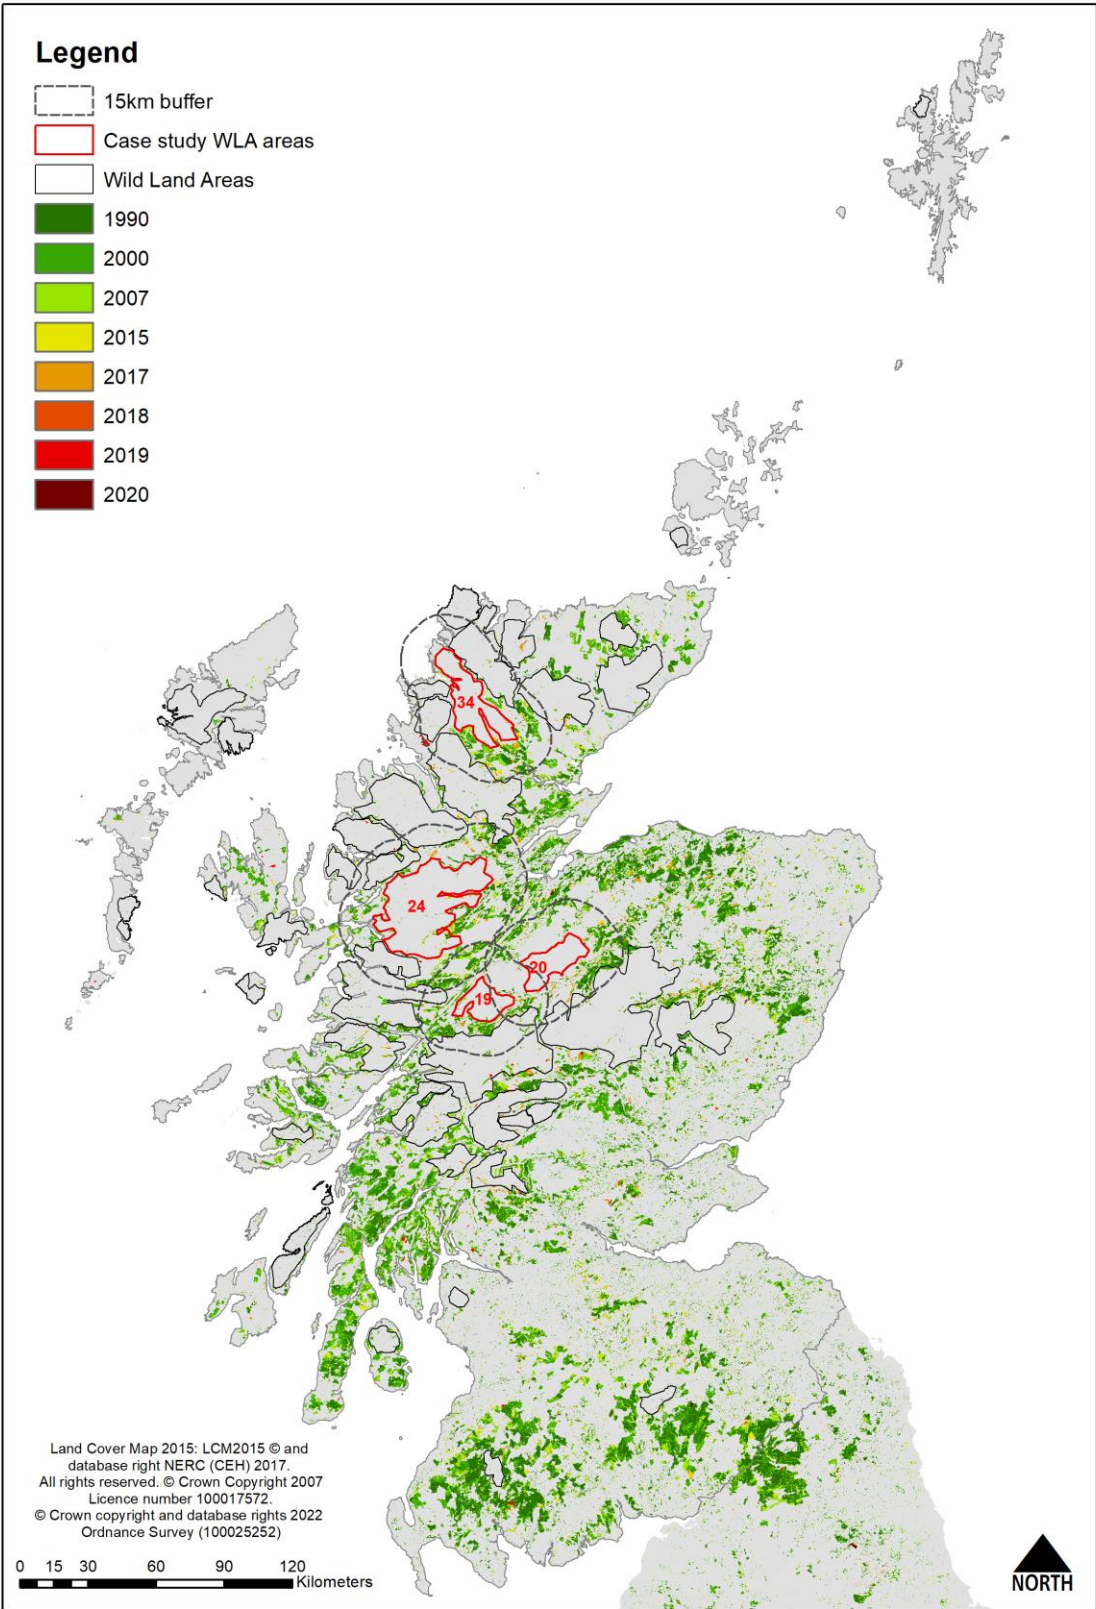 Legend
15km buffer
Case study WLA areas
Wild Land Areas
1990
2000
2007
2015
2017
2018
2019
2020
34
24
20
19
Land Cover Map 2015: LCM2015 © and
database right NERC (CEH) 2017.
All rights reserved. © Crown Copyright 2007
Licence number 100017572.
© Crown copyright and database rights 2022
Ordnance Survey (100025252)
0 15 30 60 90 120
Kilometers
NORTH